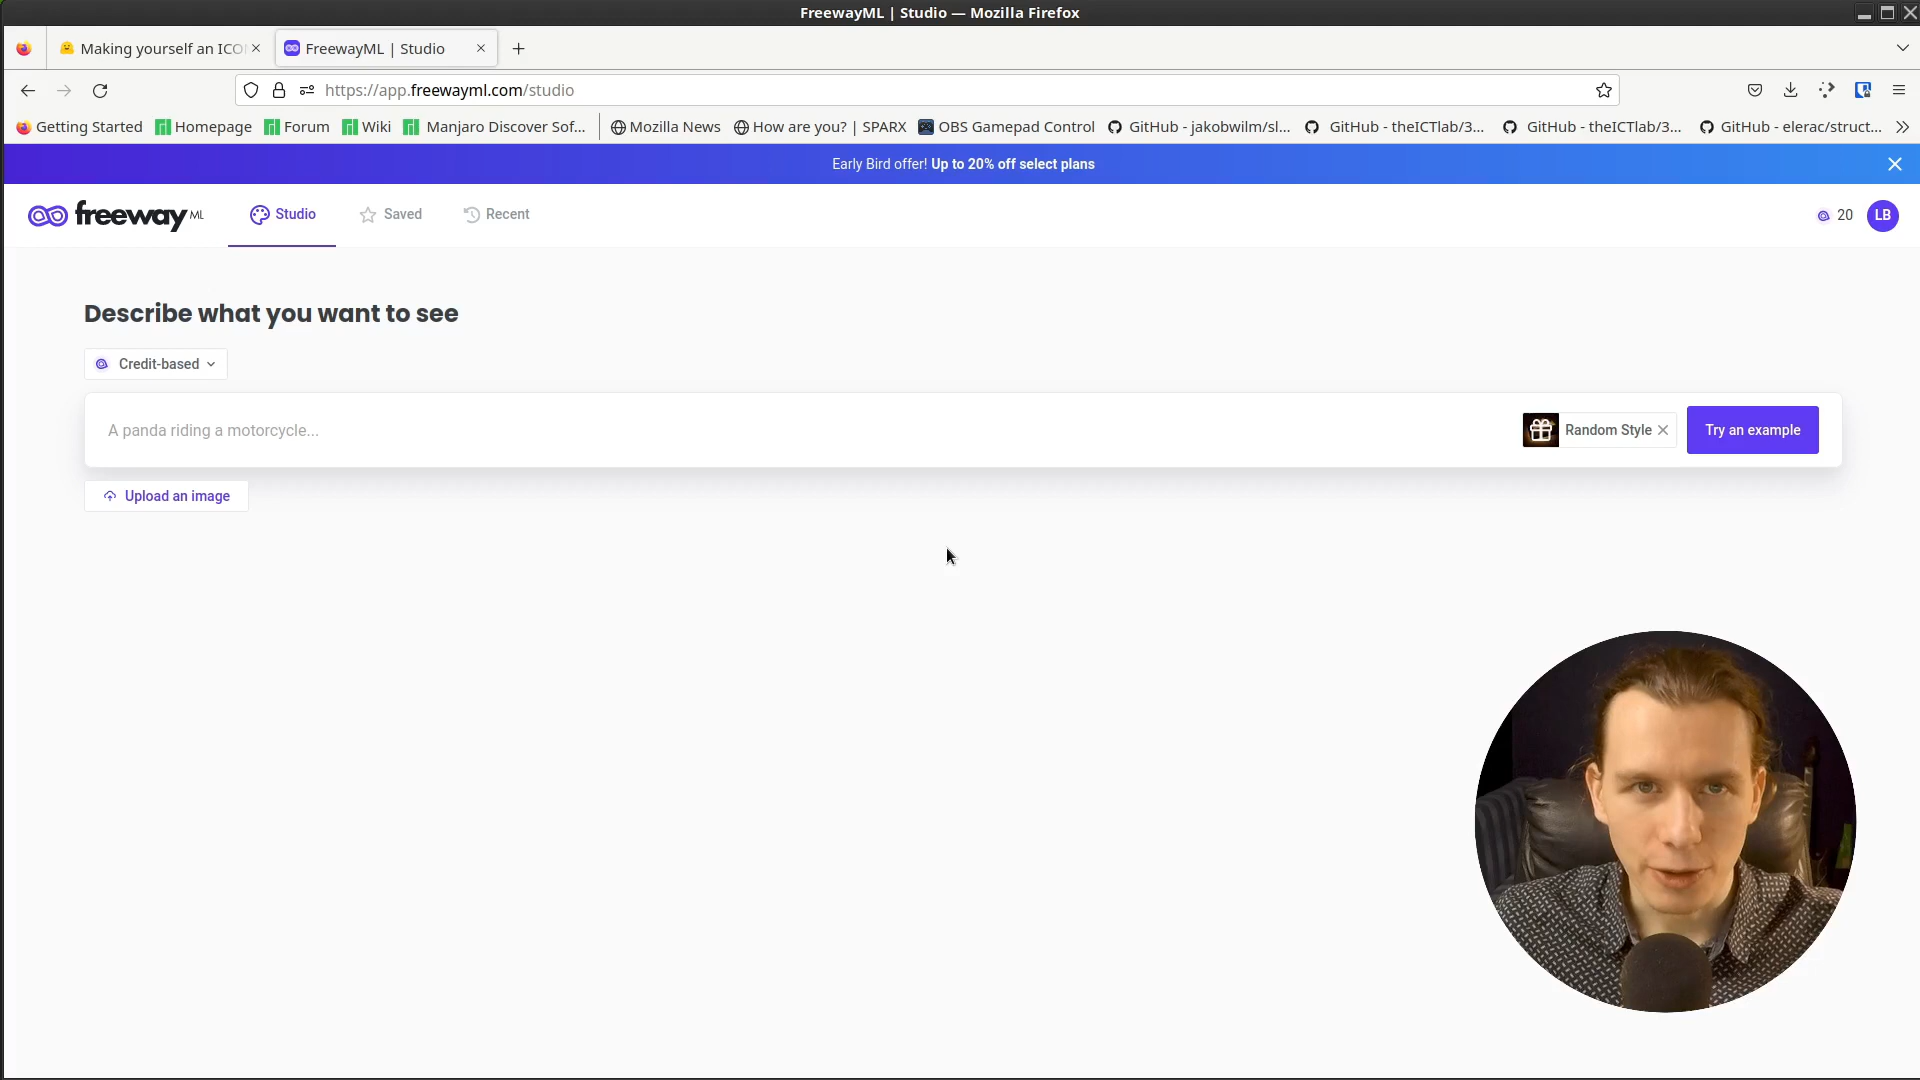 FreewayML | Studio — Mozilla Firefox
Making yourself an ICO
FreewayML | Studio
https://app.freewayml.com/studio
Getting Started Homepage Forum Wiki Manjaro Discover Sof... Mozilla News How are you? | SPARX OBS Gamepad Control GitHub - jakobwilm/sl... GitHub - theICTlab/3... GitHub - theICTlab/3... GitHub - elerac/struct...
Early Bird offer! Up to 20% off select plans
freeway ML Studio Saved Recent 20 LB
Describe what you want to see
Credit-based
A panda riding a motorcycle... Random Style Try an example
Upload an image